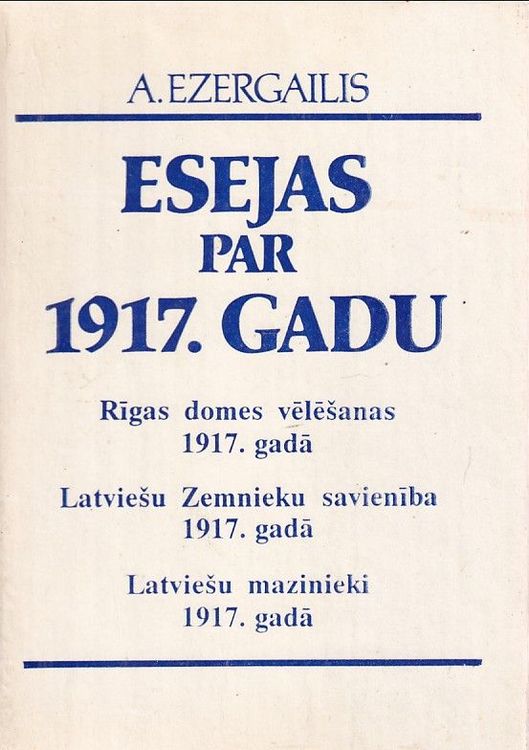 A. EZERGAILIS
ESEJAS
PAR
1917. GADU
Rīgas domes vēlēšanas
1917. gadā
Latviešu Zemnieku savienība
1917. gadā
Latviešu mazinieki
1917. gadā